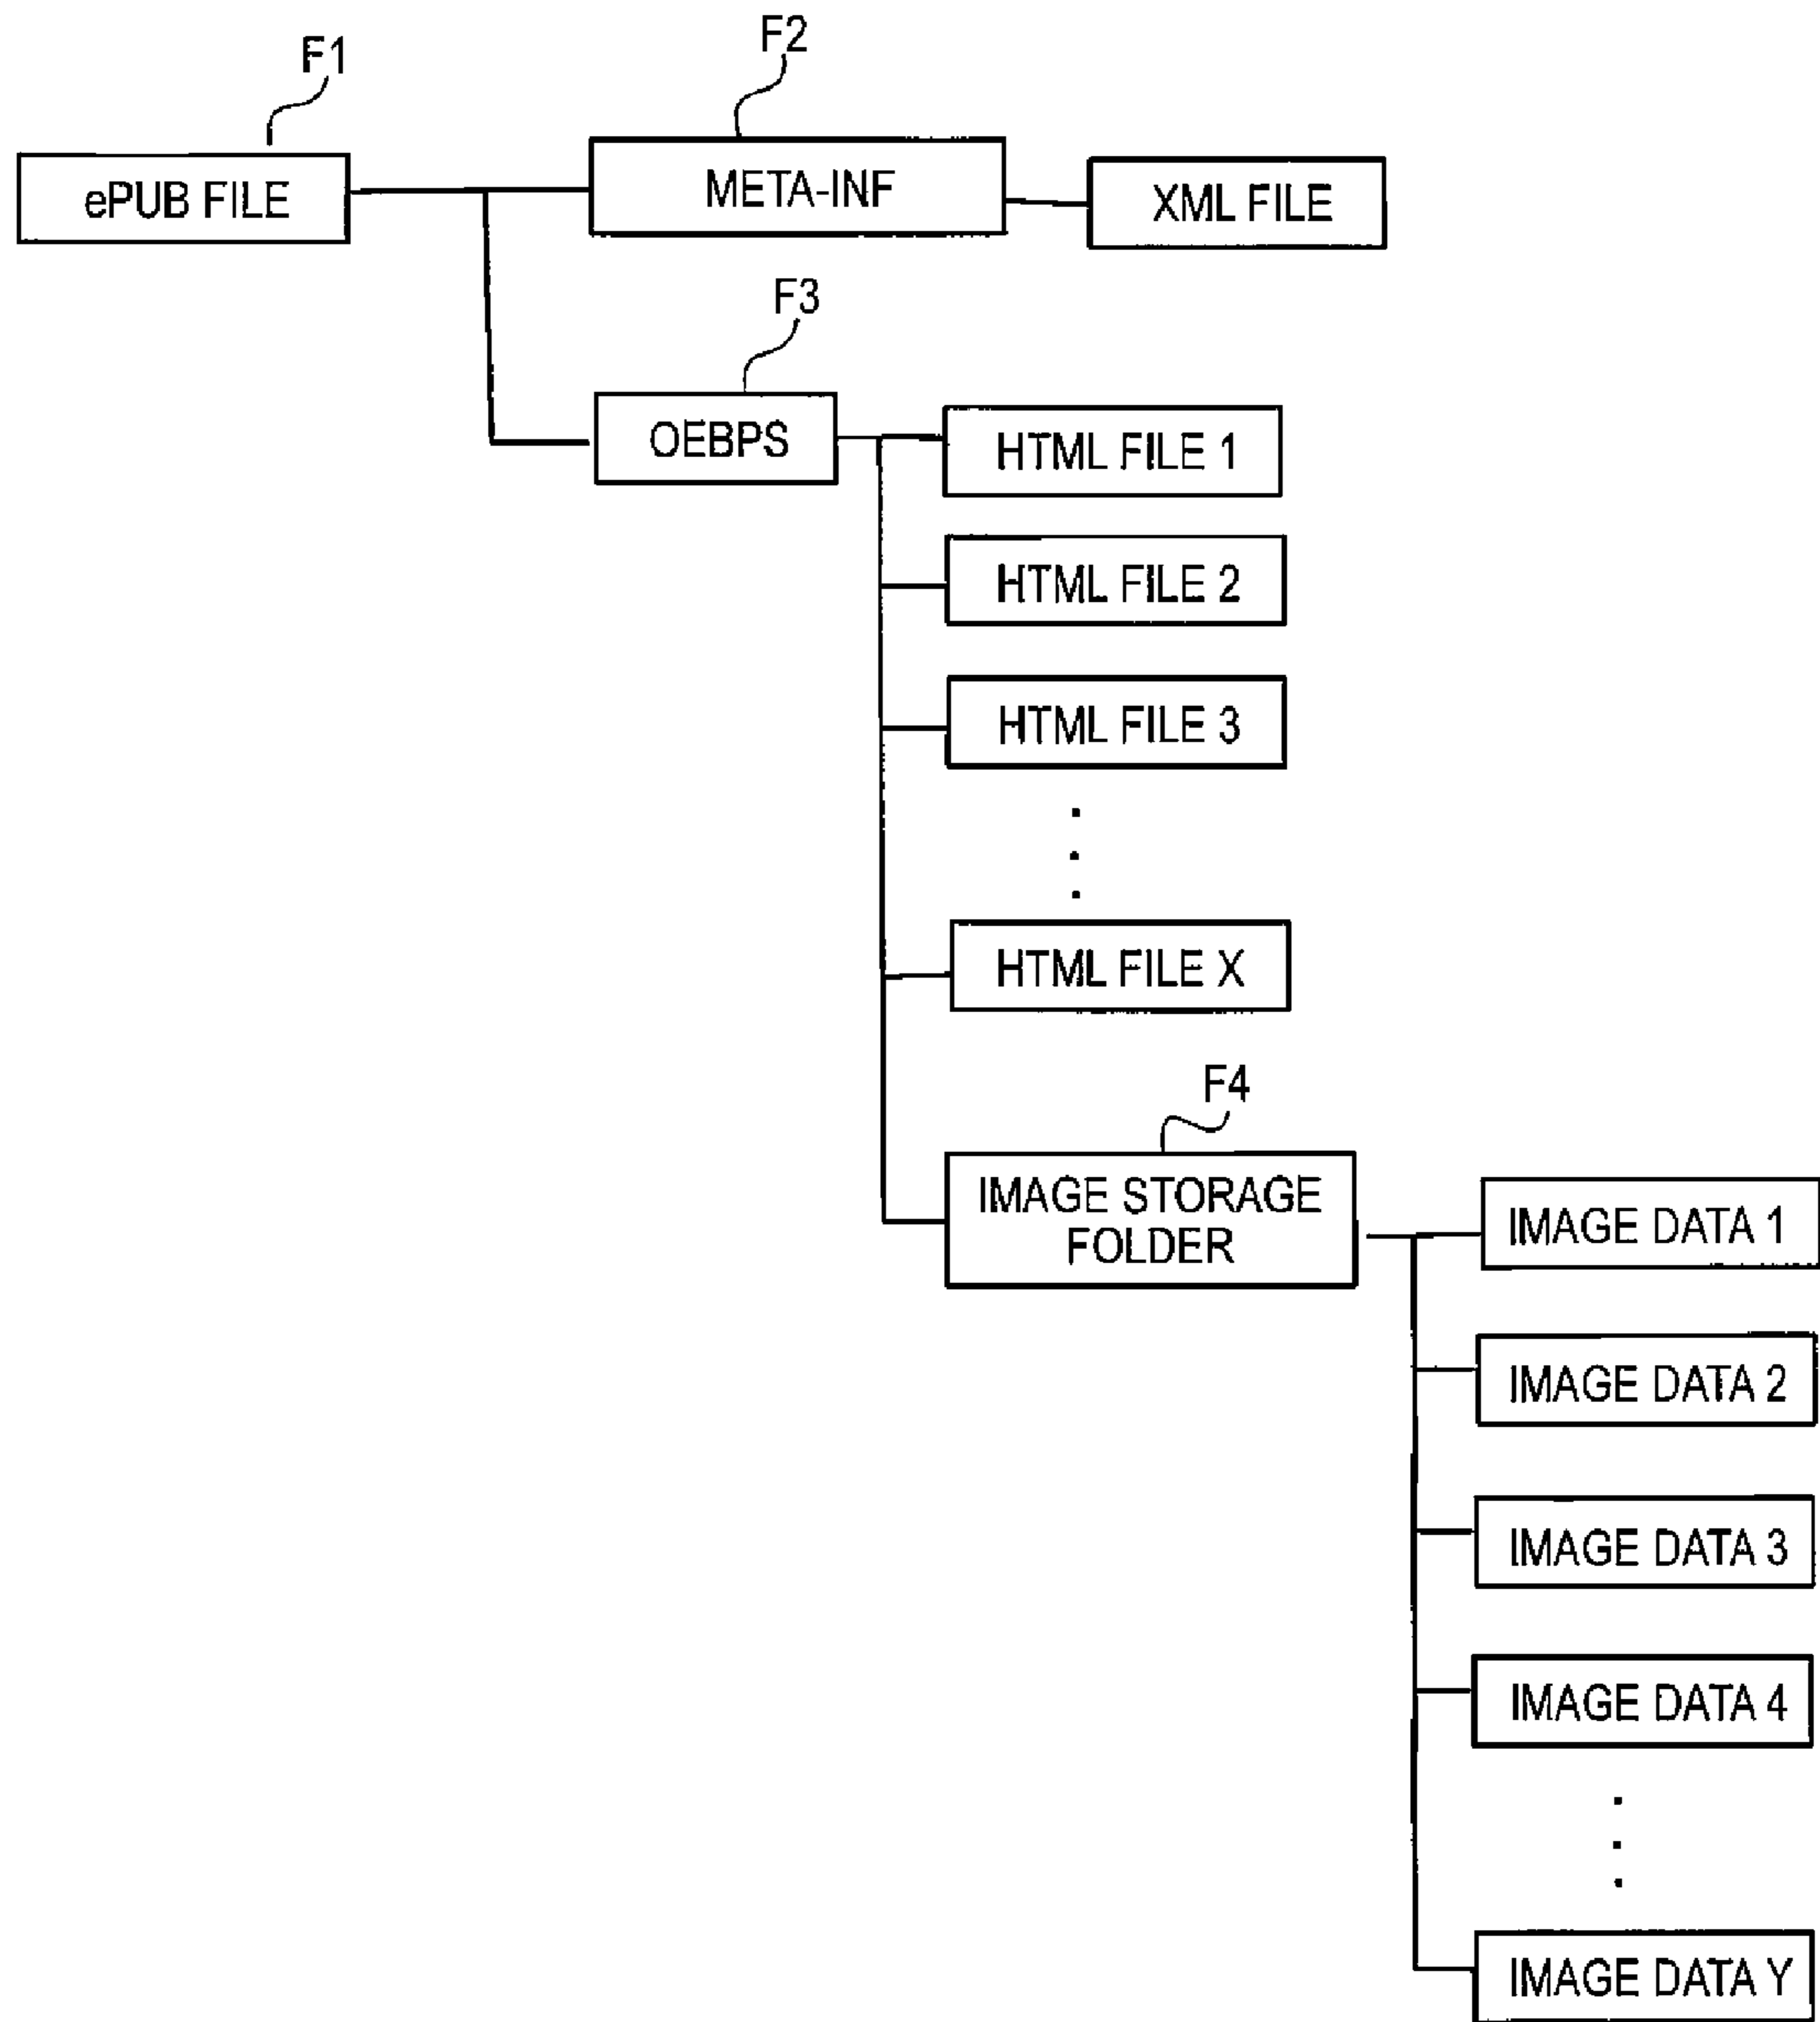 F1
F2
ePUB FILE
META-INF
XML FILE
F3
OEBPS
HTML FILE 1
HTML FILE 2
HTML FILE 3
HTML FILE X
F4
IMAGE STORAGE
FOLDER
IMAGE DATA 1
IMAGE DATA 2
IMAGE DATA 3
IMAGE DATA 4
IMAGE DATA Y